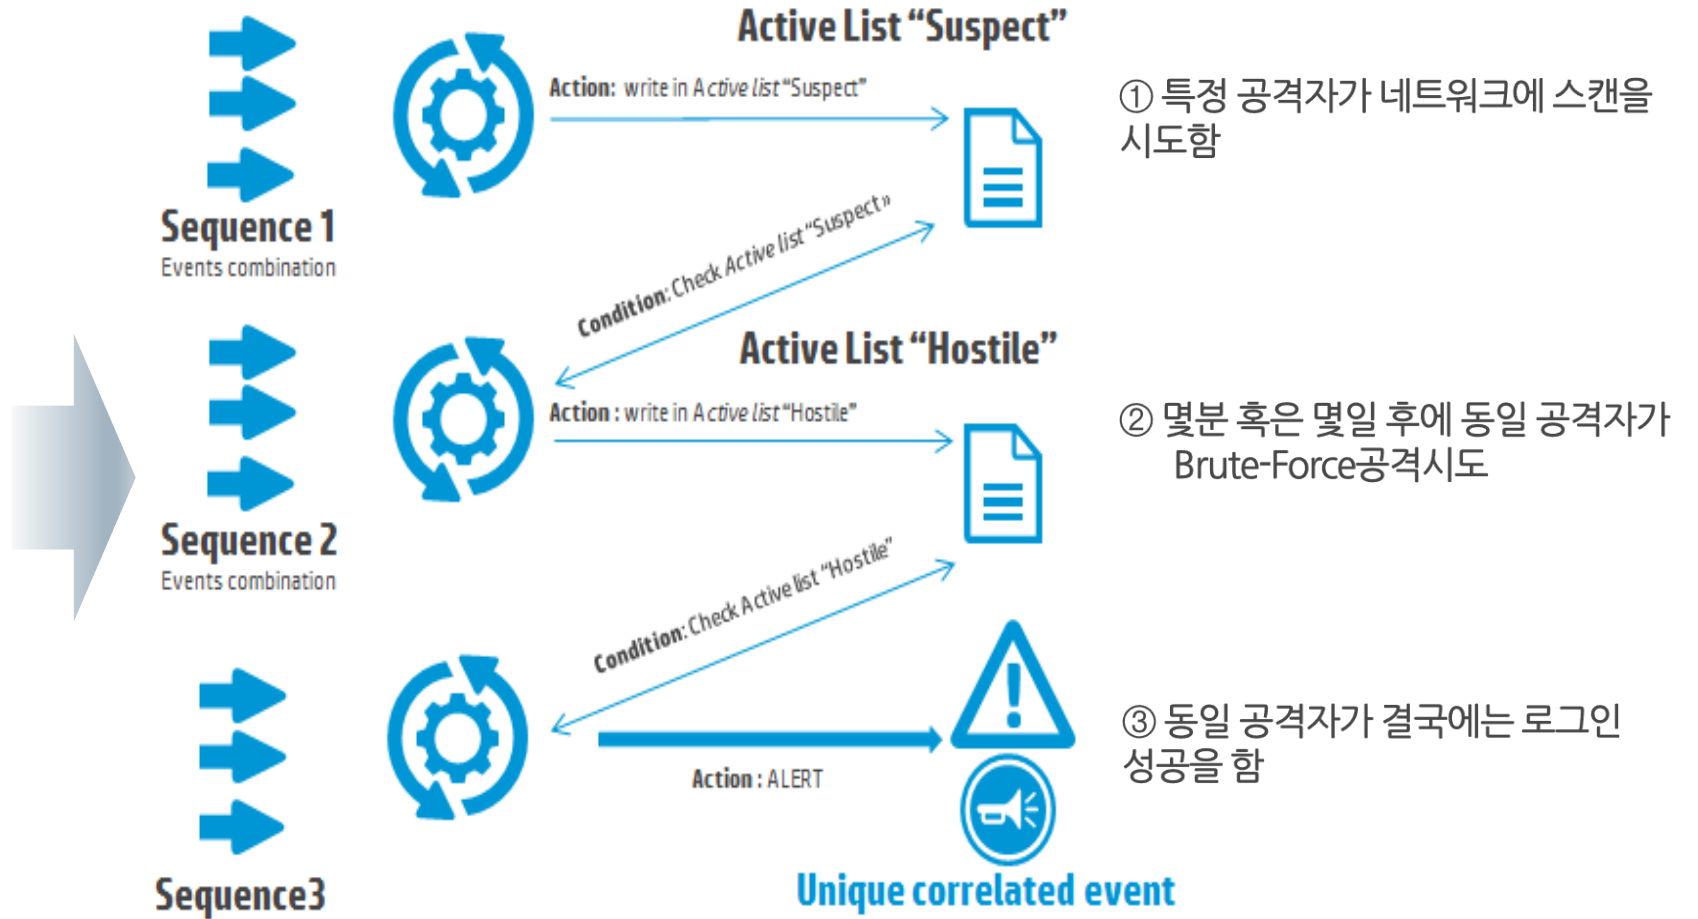 Active List “Suspect”
Action: write in Active list “Suspect”
① 특정 공격자가 네트워크에 스캔을
시도함
Sequence 1
Events combination
Condition: Check Active list “Suspect»
Active List “Hostile”
Action : write in Active list “Hostile”
② 몇분 혹은 몇일 후에 동일 공격자가
Brute-Force공격시도
Sequence 2
Events combination
Condition: Check Active list “Hostile”
③ 동일 공격자가 결국에는 로그인
성공을 함
Action : ALERT
Sequence3
Unique correlated event